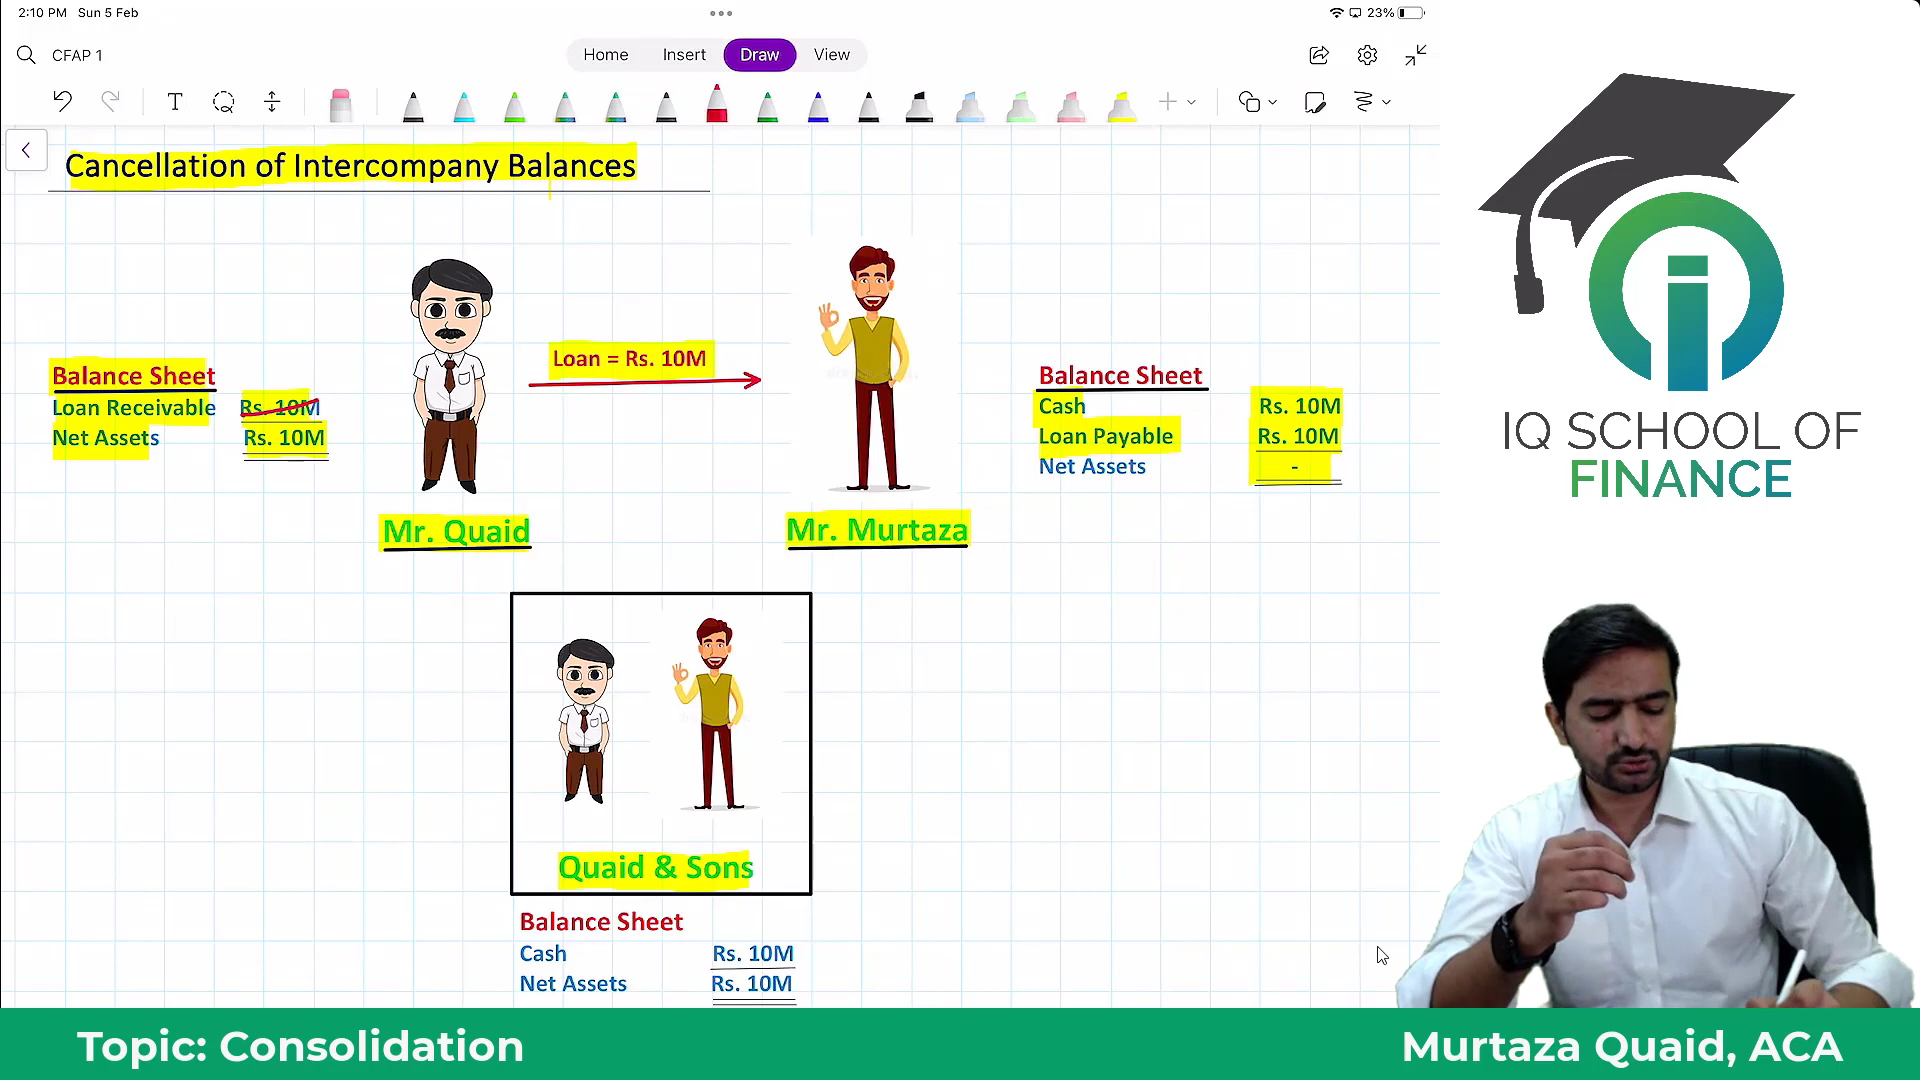 2:10 PM Sun 5 Feb
23%
CFAP 1
Home Insert Draw View
Cancellation of Intercompany Balances
Loan = Rs. 10M
Balance Sheet
Loan Receivable Rs. 10M
Net Assets Rs. 10M
Balance Sheet
Cash Rs. 10M
Loan Payable Rs. 10M
Net Assets -
Mr. Quaid
Mr. Murtaza
Quaid & Sons
Balance Sheet
Cash Rs. 10M
Net Assets Rs. 10M
IQ SCHOOL OF
FINANCE
Topic: Consolidation
Murtaza Quaid, ACA